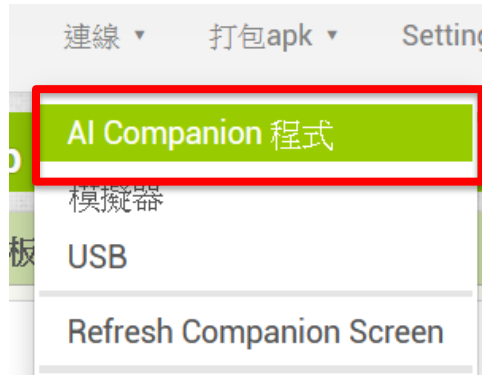 連線 ▾ 打包apk ▾ Setting
AI Companion 程式
模擬器
板
USB
Refresh Companion Screen